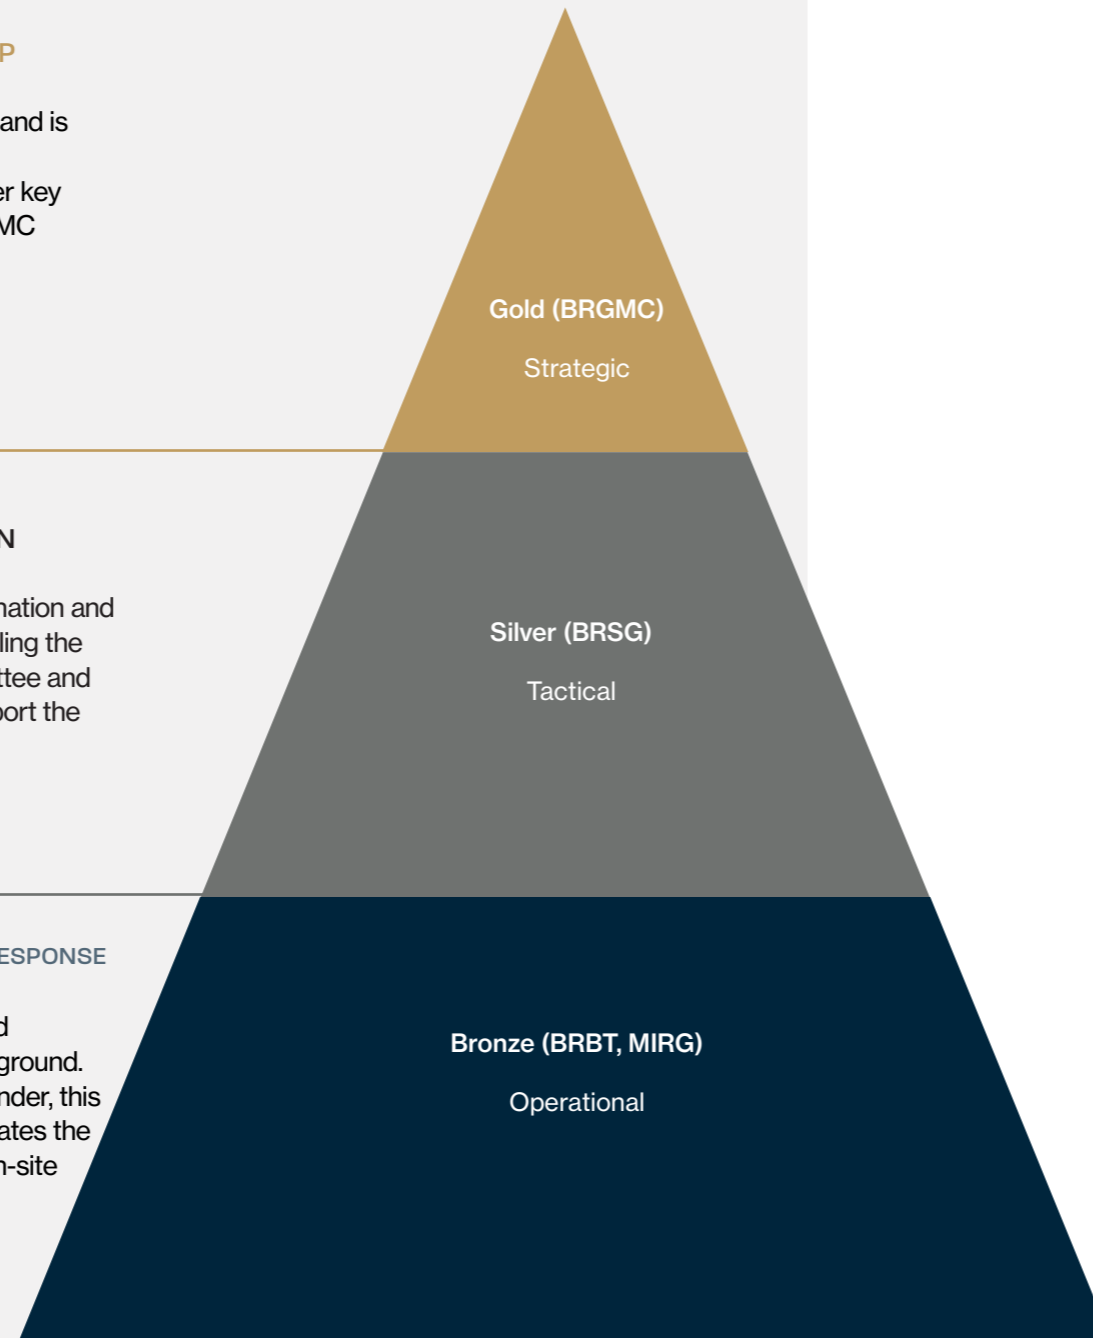 P
and is
er key
MC
Gold (BRGMC)
Strategic
N
nation and
ling the
ttee and
port the
Silver (BRSG)
Tactical
ESPONSE
d
ground.
nder, this
ates the
n-site
Bronze (BRBT, MIRG)
Operational